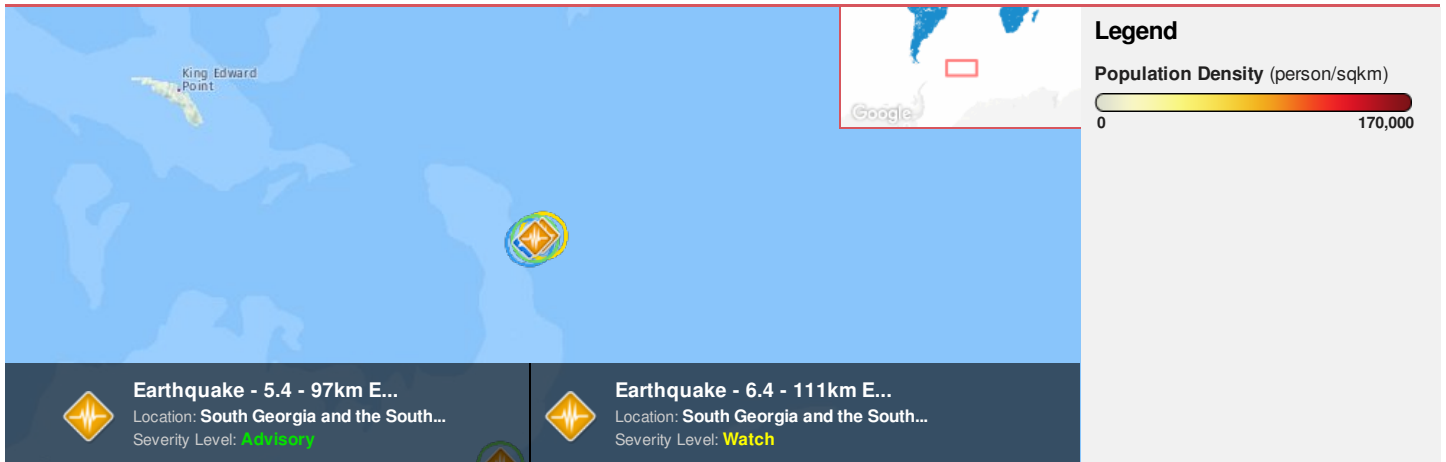 King Edward
Point
Google
Legend
Population Density (person/sqkm)
0
170,000
Earthquake - 5.4 - 97km E...
Location: South Georgia and the South...
Severity Level: Advisory
Earthquake - 6.4 - 111km E...
Location: South Georgia and the South...
Severity Level: Watch